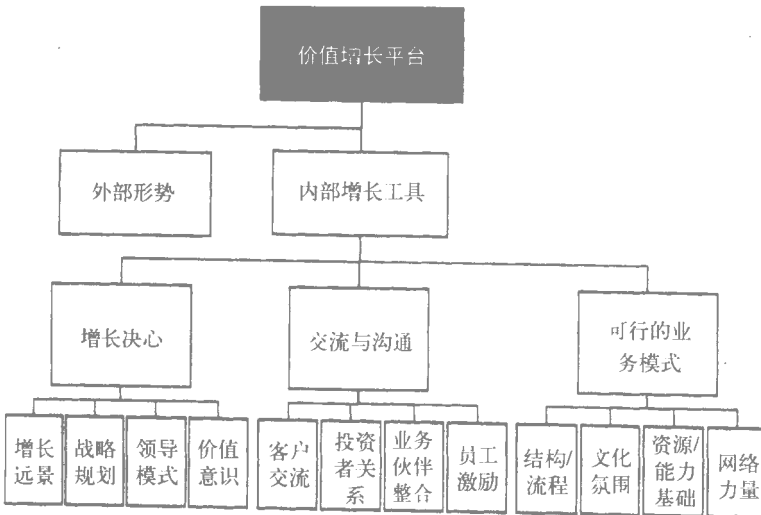 价值增长平台
外部形势
内部增长工具
增长决心
交流与沟通
可行的业
务模式
增长
远景
战略
规划
领导
模式
价值
意识
客户
交流
投资
者关
系
业务
伙伴
整合
员工
激励
结构/
流程
文化
氛围
资源/
能力
基础
网络
力量